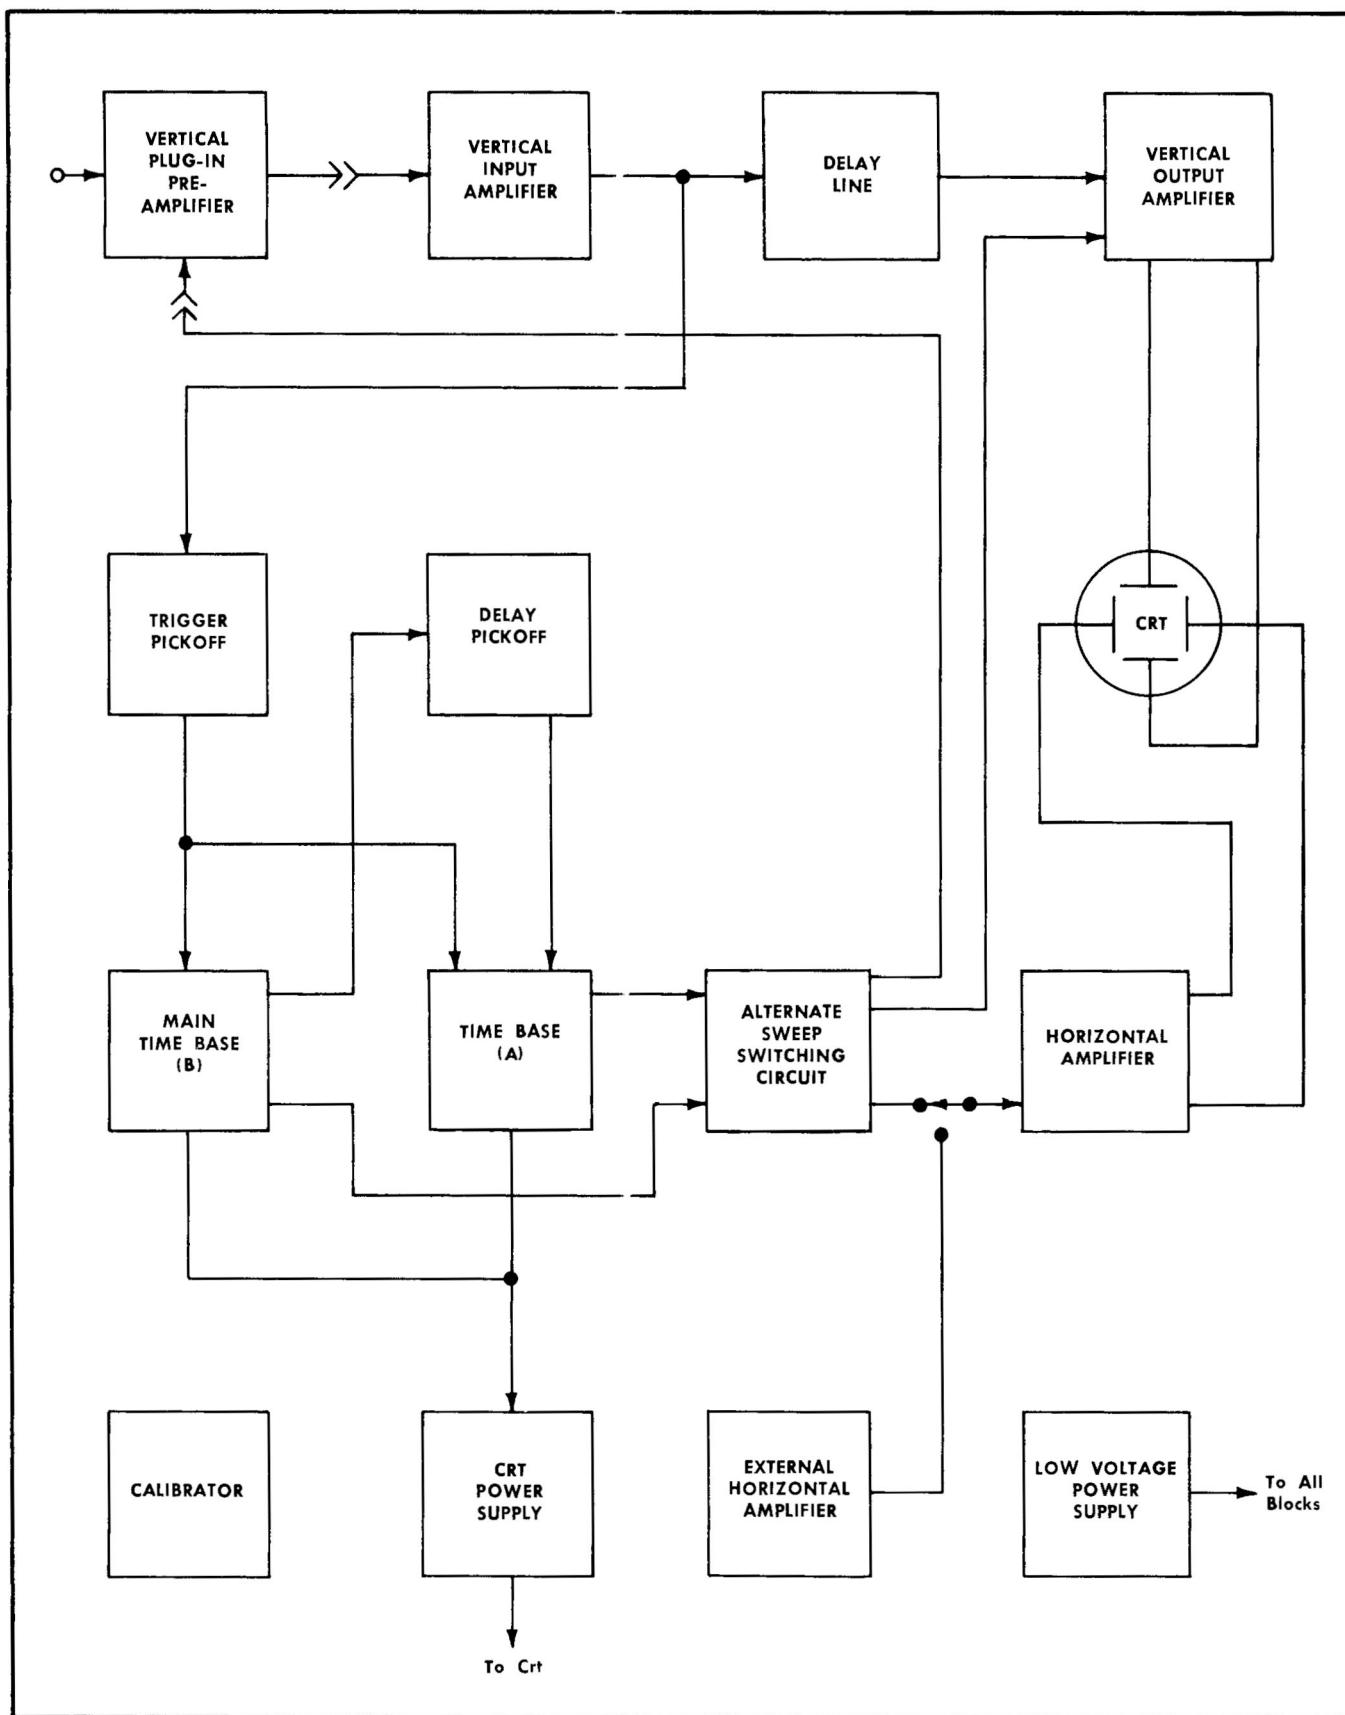 VERTICAL
PLUG-IN
PRE-
AMPLIFIER
VERTICAL
INPUT
AMPLIFIER
DELAY
LINE
VERTICAL
OUTPUT
AMPLIFIER
TRIGGER
PICKOFF
DELAY
PICKOFF
CRT
MAIN
TIME BASE
(B)
TIME BASE
(A)
ALTERNATE
SWEEP
SWITCHING
CIRCUIT
HORIZONTAL
AMPLIFIER
CALIBRATOR
CRT
POWER
SUPPLY
EXTERNAL
HORIZONTAL
AMPLIFIER
LOW VOLTAGE
POWER
SUPPLY
To All
Blocks
To Crt